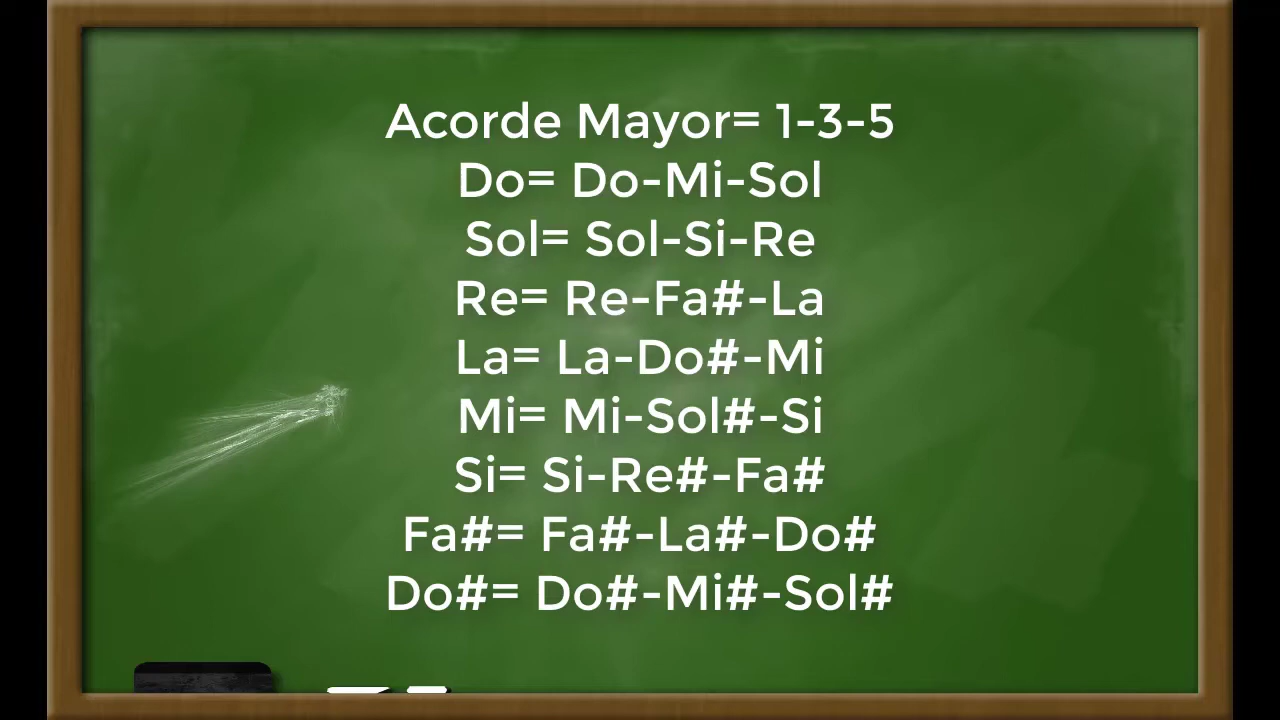 Acorde Mayor= 1-3-5
Do= Do-Mi-Sol
Sol= Sol-Si-Re
Re= Re-Fa#-La
La= La-Do#-Mi
Mi= Mi-Sol#-Si
Si= Si-Re#-Fa#
Fa#= Fa#-La#-Do#
Do#= Do#-Mi#-Sol#